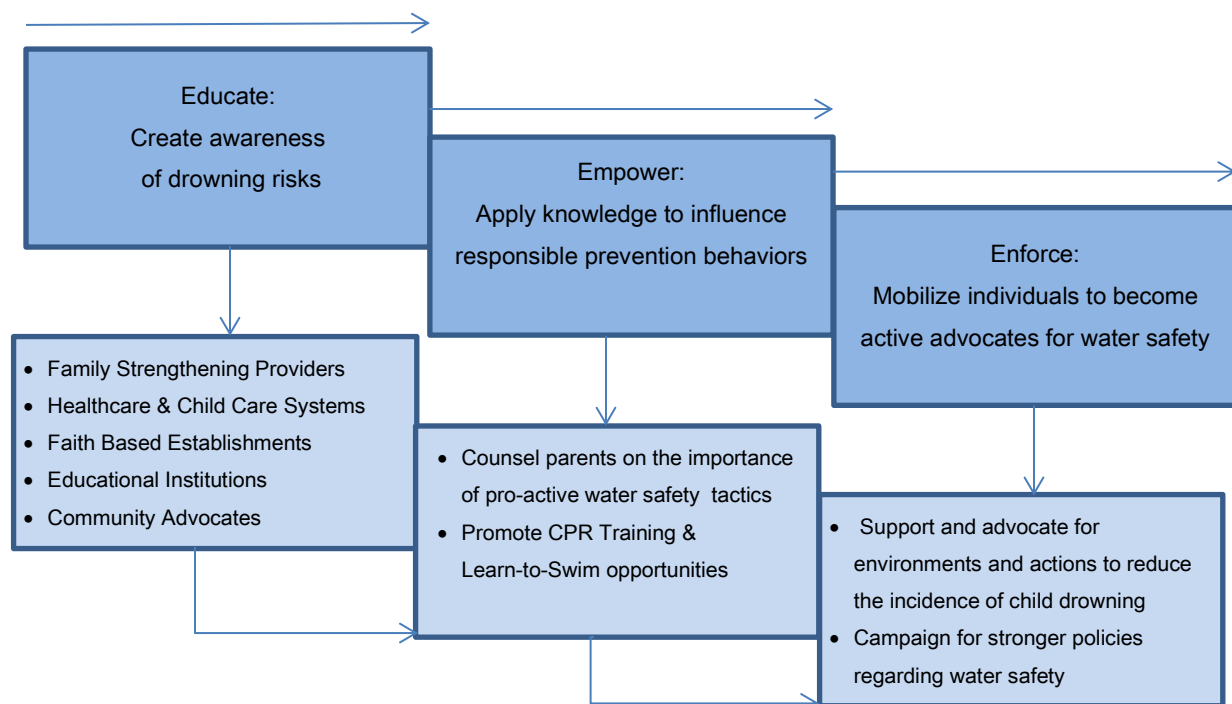 Educate:
Create awareness
of drowning risks
Empower:
Apply knowledge to influence
responsible prevention behaviors
Enforce:
Mobilize individuals to become
active advocates for water safety
• Family Strengthening Providers
• Healthcare & Child Care Systems
• Faith Based Establishments
• Educational Institutions
• Community Advocates
• Counsel parents on the importance
of pro-active water safety tactics
• Promote CPR Training &
Learn-to-Swim opportunities
• Support and advocate for
environments and actions to reduce
the incidence of child drowning
• Campaign for stronger policies
regarding water safety